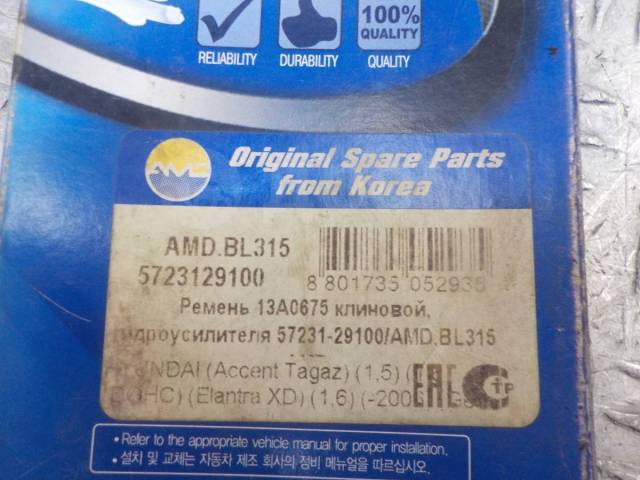 100%
QUALITY
RELIABILITY
DURABILITY
QUALITY
Original Spare Parts
from Korea
AMD.BL315
5723129100
8 801735 052935
Ремень 13A0675 клиновой,
57231-29100/AMD.BL315
(Accent Tagaz) (1,5)
(Elantra XD) (1,6)
EAC
• Refer to the appropriate vehicle manual for proper installation.
• 설치 및 교체는 자동차 제조 회사의 정비 메뉴얼을 따르십시오.